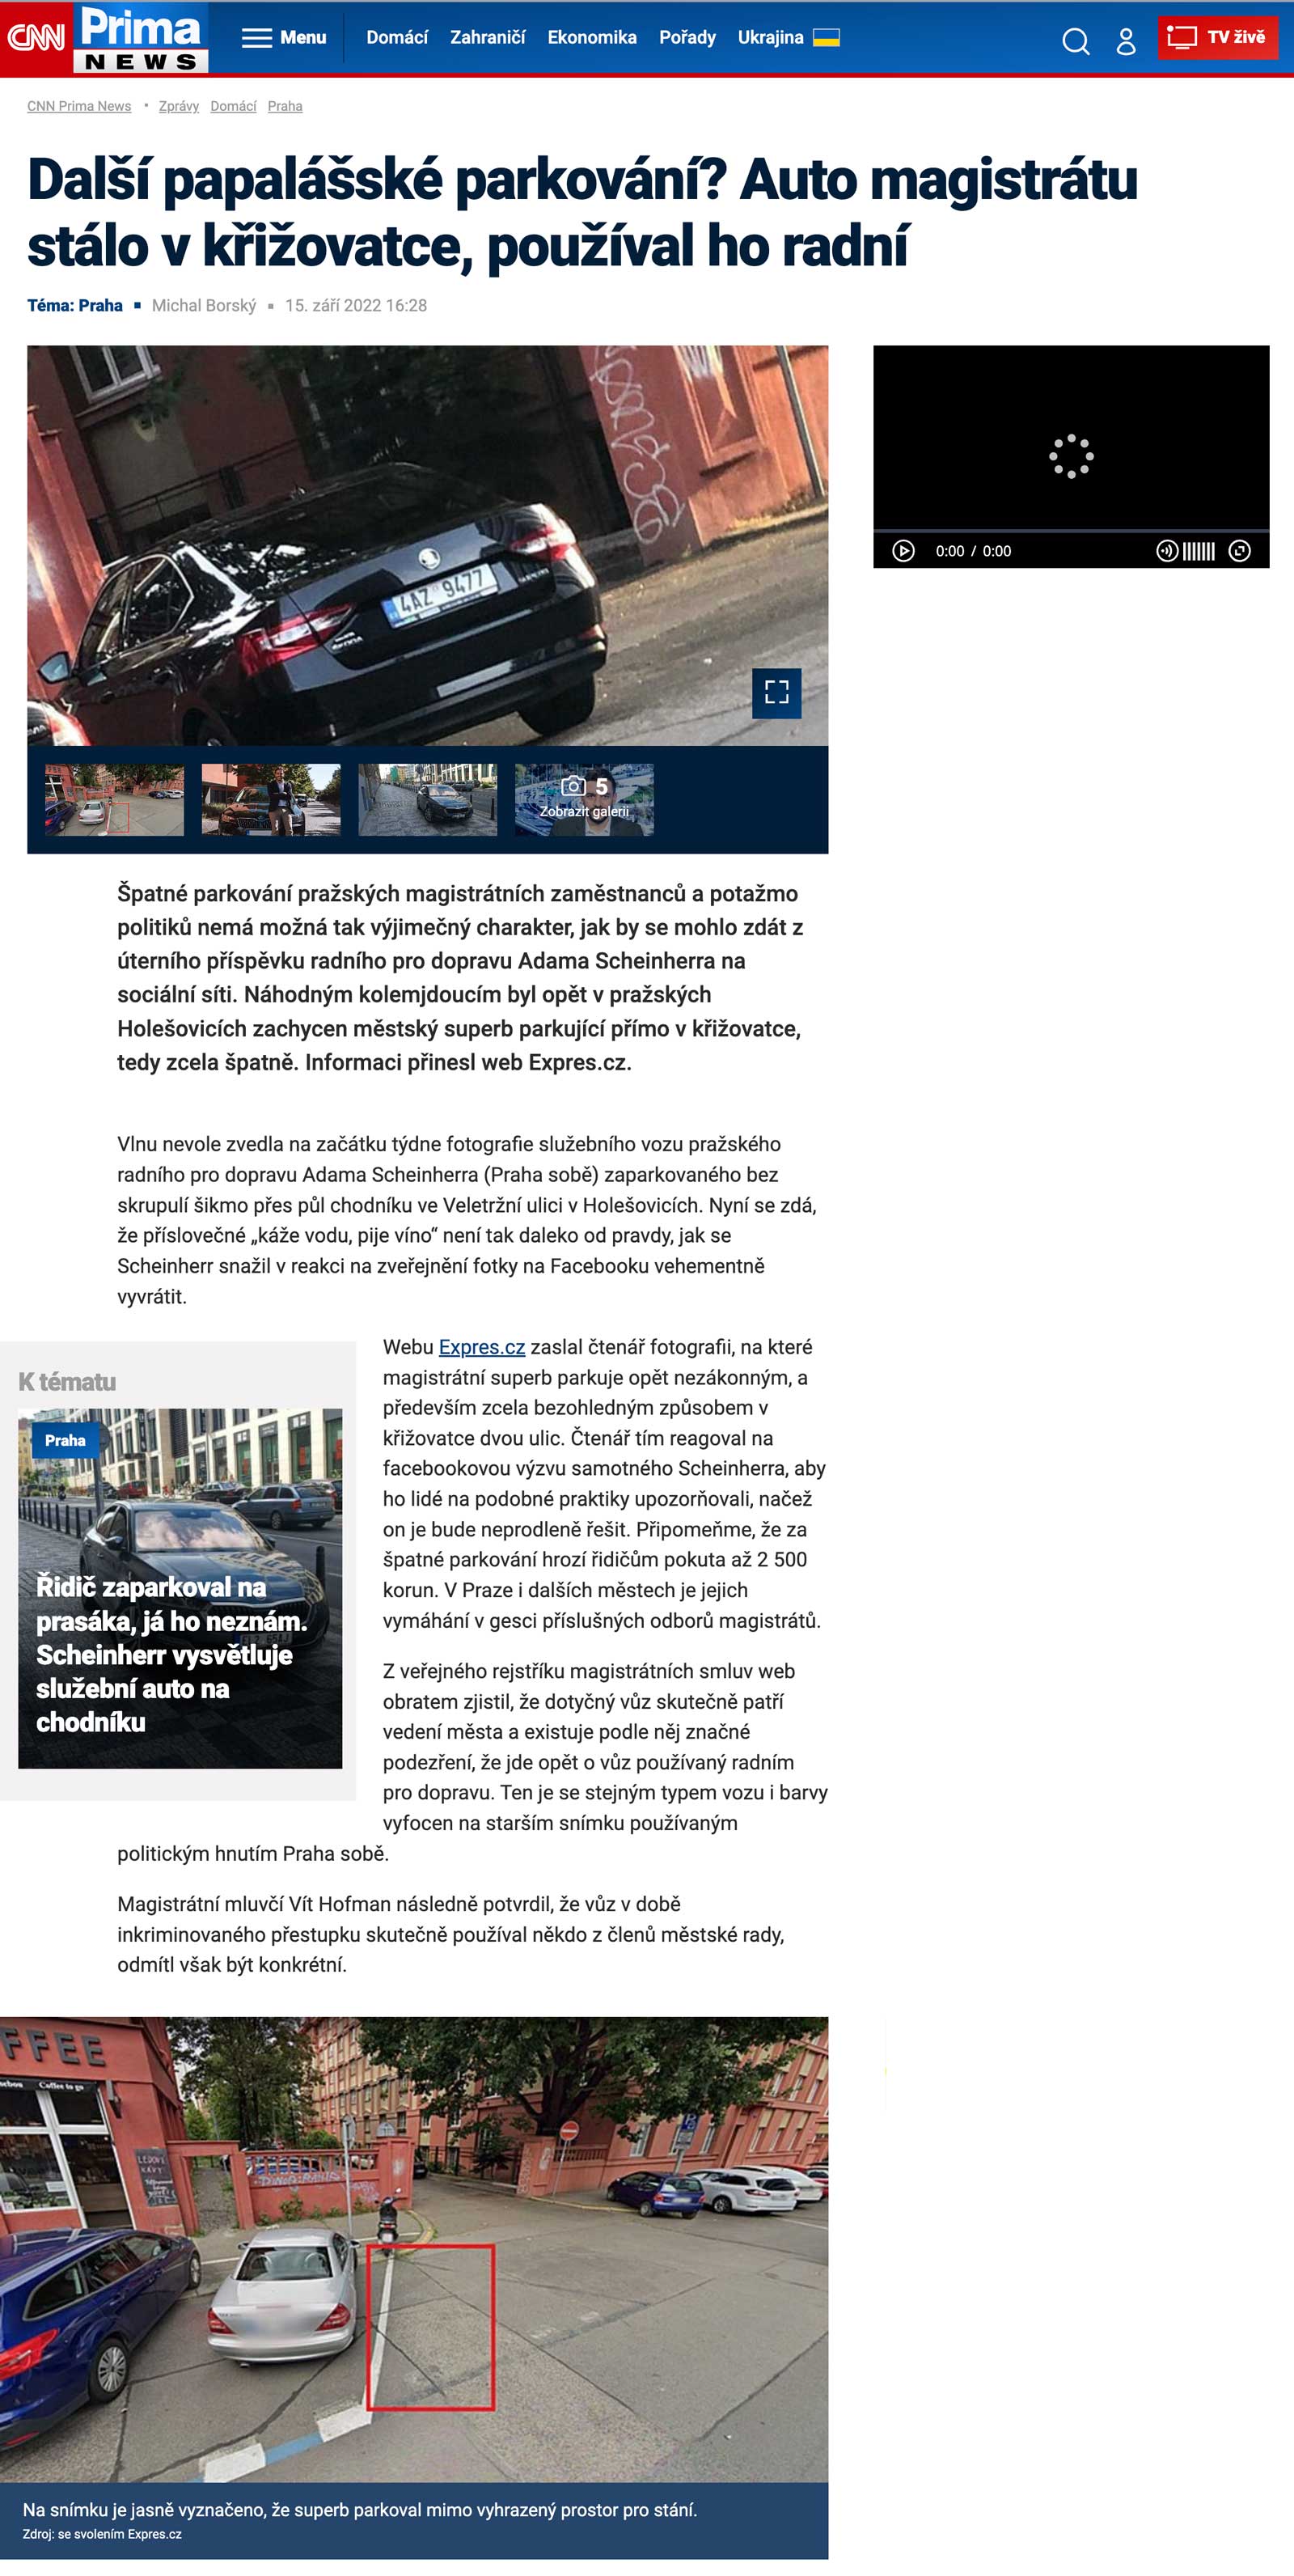 CNN Prima NEWS
Menu
Domácí Zahraničí Ekonomika Pořady Ukrajina
TV živě
CNN Prima News • Zprávy Domácí Praha
Další papalášské parkování? Auto magistrátu
stálo v křižovatce, používal ho radní
Téma: Praha ▪ Michal Borský ▪ 15. září 2022 16:28
4AZ 9477
0:00 / 0:00
5
Zobrazit galerii
Špatné parkování pražských magistrátních zaměstnanců a potažmo
politiků nemá možná tak výjimečný charakter, jak by se mohlo zdát z
úterního příspěvku radního pro dopravu Adama Scheinherra na
sociální síti. Náhodným kolemjdoucím byl opět v pražských
Holešovicích zachycen městský superb parkující přímo v křižovatce,
tedy zcela špatně. Informaci přinesl web Expres.cz.
Vlnu nevole zvedla na začátku týdne fotografie služebního vozu pražského
radního pro dopravu Adama Scheinherra (Praha sobě) zaparkovaného bez
skrupulí šikmo přes půl chodníku ve Veletržní ulici v Holešovicích. Nyní se zdá,
že příslovečné „káže vodu, pije víno“ není tak daleko od pravdy, jak se
Scheinherr snažil v reakci na zveřejnění fotky na Facebooku vehementně
vyvrátit.
K tématu
Praha
Řidič zaparkoval na
prasáka, já ho neznám.
Scheinherr vysvětluje
služební auto na
chodníku
Webu Expres.cz zaslal čtenář fotografii, na které
magistrátní superb parkuje opět nezákonným, a
především zcela bezohledným způsobem v
křižovatce dvou ulic. Čtenář tím reagoval na
facebookovou výzvu samotného Scheinherra, aby
ho lidé na podobné praktiky upozorňovali, načež
on je bude neprodleně řešit. Připomeňme, že za
špatné parkování hrozí řidičům pokuta až 2 500
korun. V Praze i dalších městech je jejich
vymáhání v gesci příslušných odborů magistrátů.
Z veřejného rejstříku magistrátních smluv web
obratem zjistil, že dotyčný vůz skutečně patří
vedení města a existuje podle něj značné
podezření, že jde opět o vůz používaný radním
pro dopravu. Ten je se stejným typem vozu i barvy
vyfocen na starším snímku používaným
politickým hnutím Praha sobě.
Magistrátní mluvčí Vít Hofman následně potvrdil, že vůz v době
inkriminovaného přestupku skutečně používal někdo z členů městské rady,
odmítl však být konkrétní.
FFEE
Coffee to go
LEDOVÉ
KÁVY
Na snímku je jasně vyznačeno, že superb parkoval mimo vyhrazený prostor pro stání.
Zdroj: se svolením Expres.cz